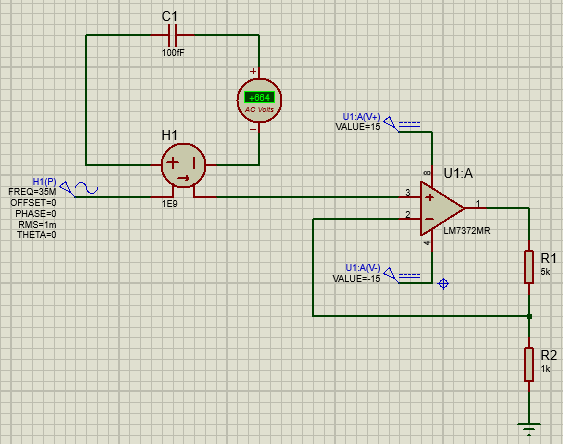 C1
100fF
+
+664
AC Volts
H1
+
1E9
H1(P)
FREQ=35M
OFFSET=0
PHASE=0
RMS=1m
THETA=0
U1:A(V+)
VALUE=15
8
U1:A
3
2
1
4
LM7372MR
U1:A(V-)
VALUE=-15
R1
5k
R2
1k